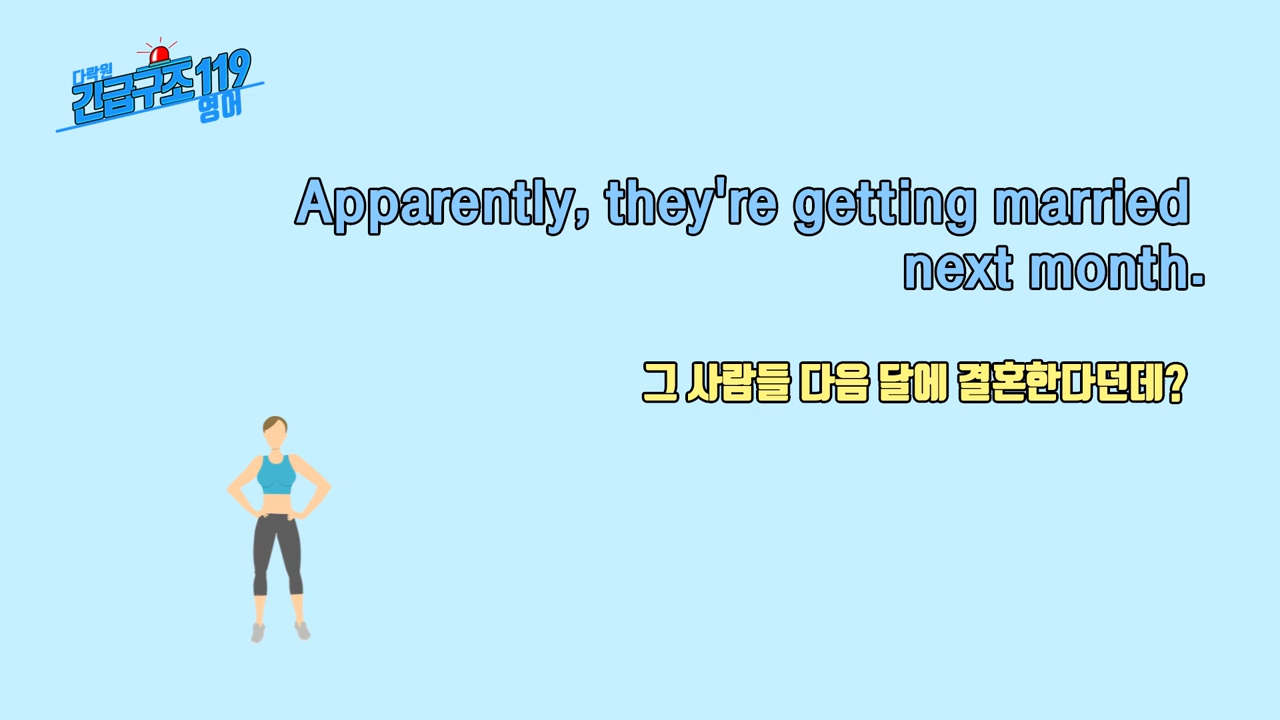 다락원
긴급구조119
영어
Apparently, they're getting married
next month.
그 사람들 다음 달에 결혼한다던데?